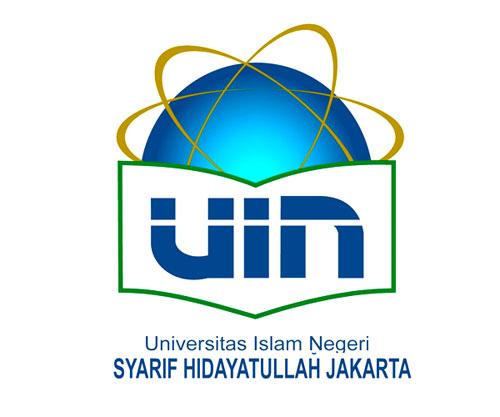 UIN
Universitas Islam Negeri
SYARIF HIDAYATULLAH JAKARTA